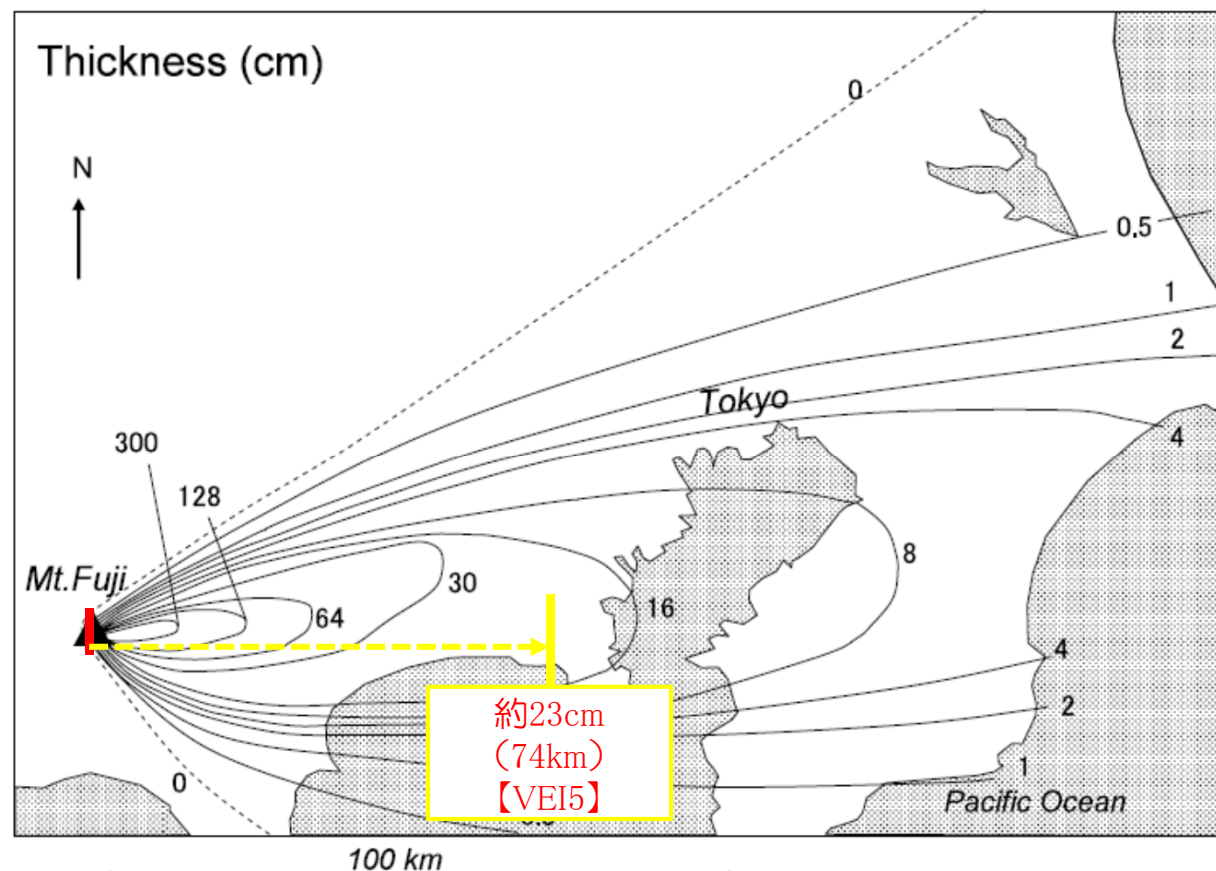 Thickness (cm)
N
0
0.5
1
2
Tokyo
4
300
128
8
Mt.Fuji
30
64
16
4
約23cm
(74km)
【VEI5】
2
0
1
Pacific Ocean
100 km